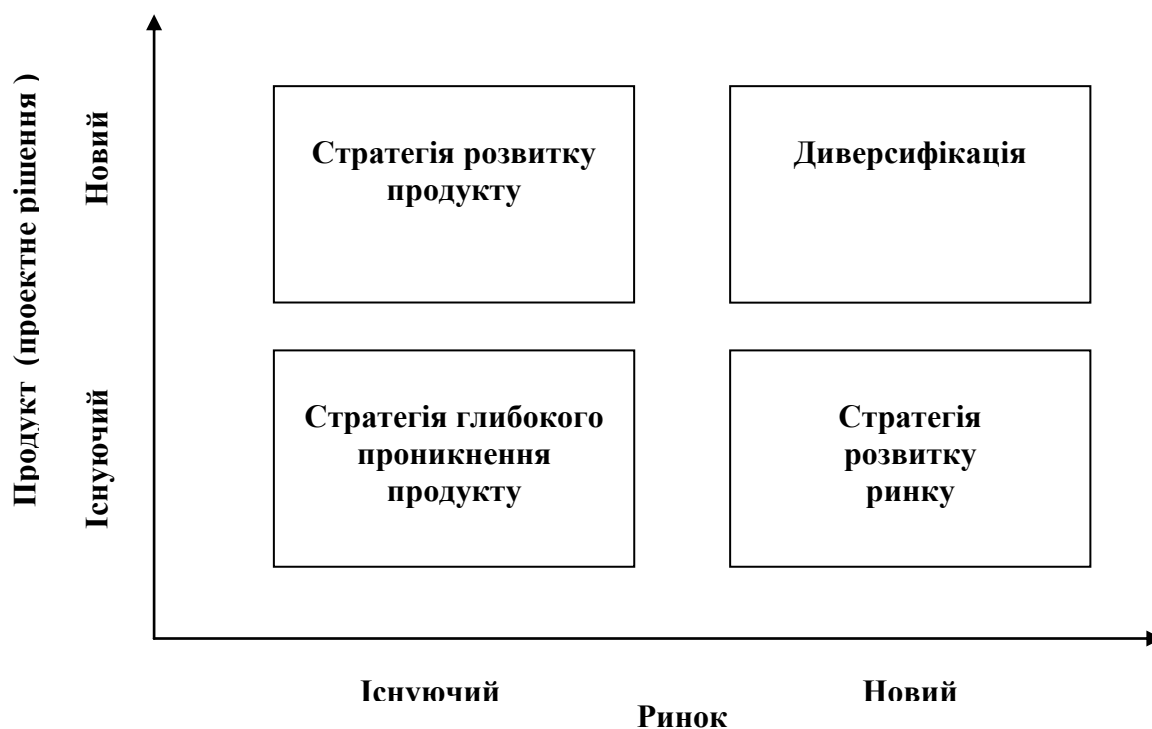 Продукт (проектне рішення )
Новий
Існуючий
Стратегія розвитку
продукту
Диверсифікація
Стратегія глибокого
проникнення
продукту
Стратегія
розвитку
ринку
Існуючий
Новий
Ринок